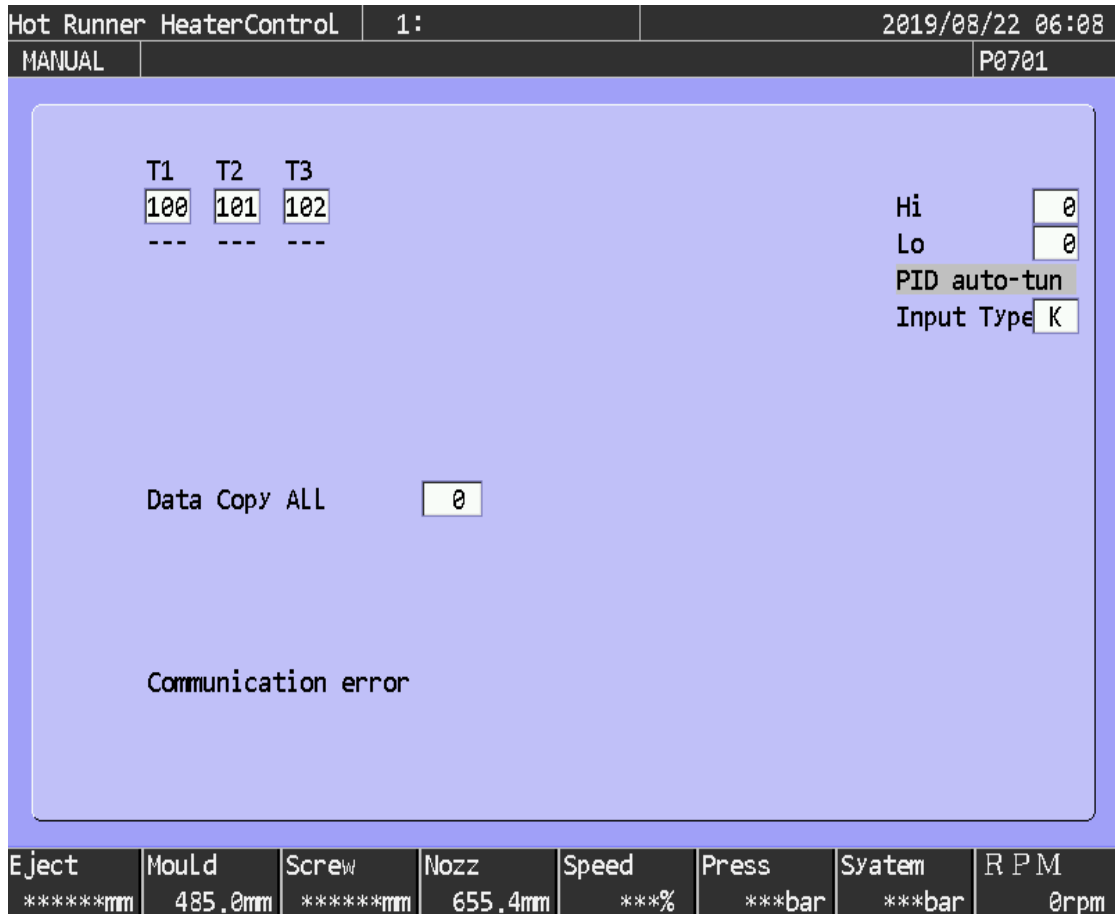 Hot Runner HeaterControl 1: 2019/08/22 06:08
MANUAL P0701
T1 T2 T3
100 101 102
--- --- ---
Hi 0
Lo 0
PID auto-tun
Input Type K
Data Copy ALL 0
Communication error
Eject Mould Screw Nozz Speed Press Syatem RPM
******mm 485.0mm ******mm 655.4mm ***% ***bar ***bar 0rpm